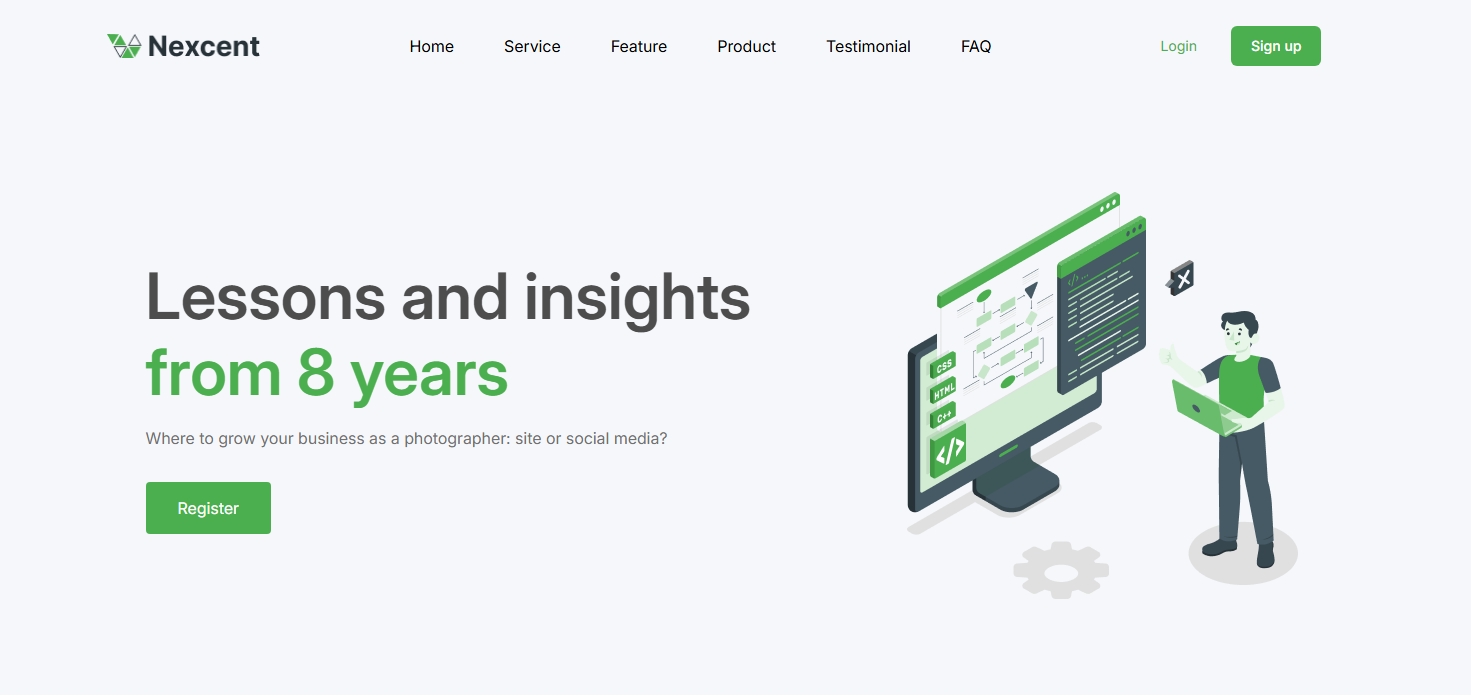 Nexcent
Home Service Feature Product Testimonial FAQ
Login Sign up
Lessons and insights
from 8 years
Where to grow your business as a photographer: site or social media?
Register
CSS
HTML
C++
</>
</>...